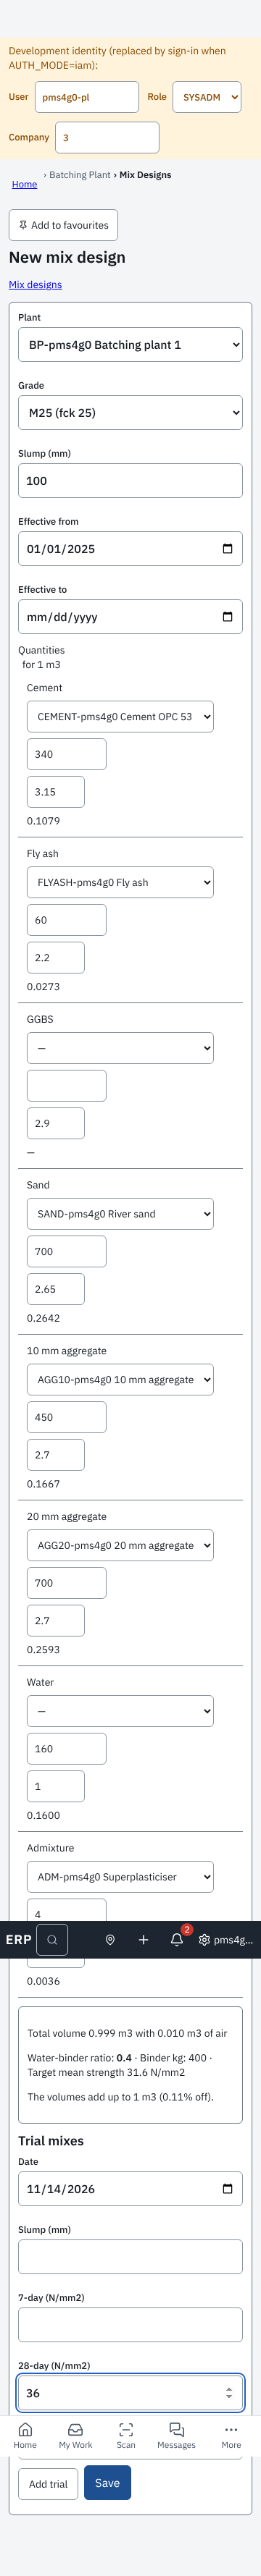 Development identity (replaced by sign-in when
AUTH_MODE=iam):
User pms4g0-pl Role SYSADM
Company 3
Home › Batching Plant › Mix Designs
Add to favourites
New mix design
Mix designs
Plant
BP-pms4g0 Batching plant 1
Grade
M25 (fck 25)
Slump (mm)
100
Effective from
01/01/2025
Effective to
mm/dd/yyyy
Quantities
for 1 m3
Cement
CEMENT-pms4g0 Cement OPC 53
340
3.15
0.1079
Fly ash
FLYASH-pms4g0 Fly ash
60
2.2
0.0273
GGBS
—
2.9
—
Sand
SAND-pms4g0 River sand
700
2.65
0.2642
10 mm aggregate
AGG10-pms4g0 10 mm aggregate
450
2.7
0.1667
20 mm aggregate
AGG20-pms4g0 20 mm aggregate
700
2.7
0.2593
Water
—
160
1
0.1600
Admixture
ADM-pms4g0 Superplasticiser
4
ERP 2 pms4g...
0.0036
Total volume 0.999 m3 with 0.010 m3 of air
Water-binder ratio: 0.4 · Binder kg: 400 ·
Target mean strength 31.6 N/mm2
The volumes add up to 1 m3 (0.11% off).
Trial mixes
Date
11/14/2026
Slump (mm)
7-day (N/mm2)
28-day (N/mm2)
36
Home My Work Scan Messages More
Add trial Save